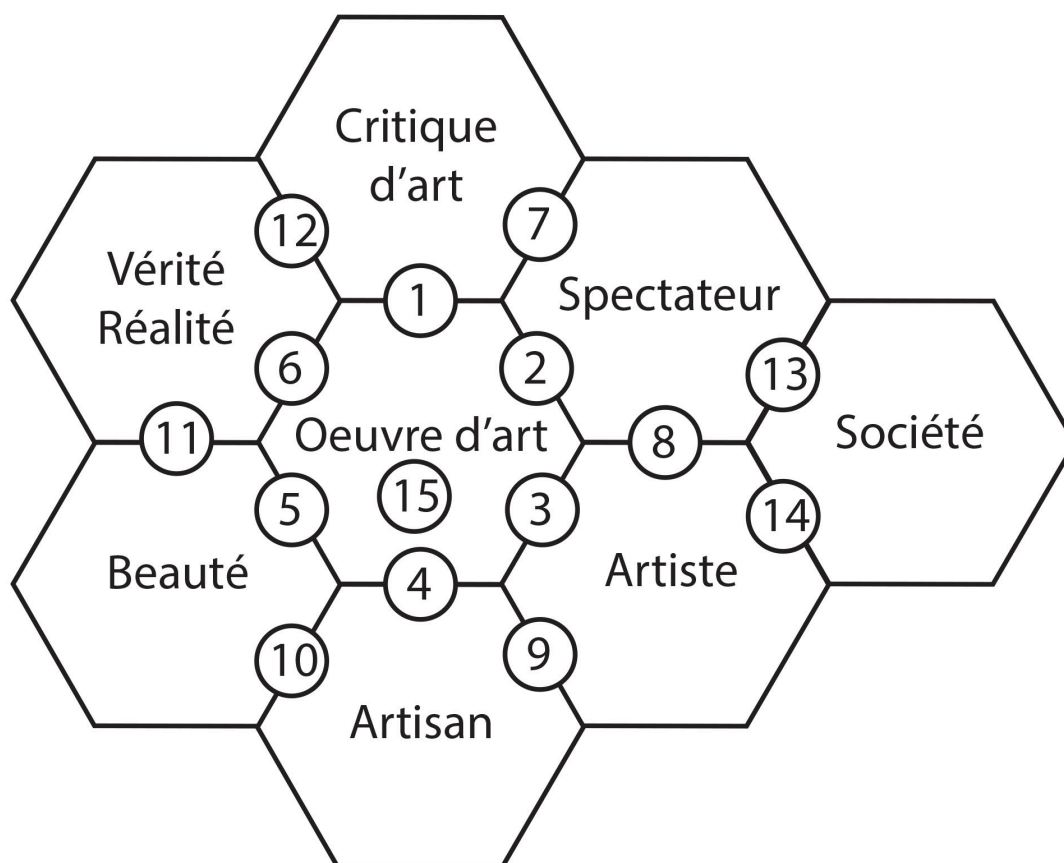 Critique
d'art
12
7
Vérité
Réalité
1
Spectateur
6
2
13
11
Oeuvre d'art
8
Société
5
15
3
14
Beauté
4
Artiste
10
9
Artisan